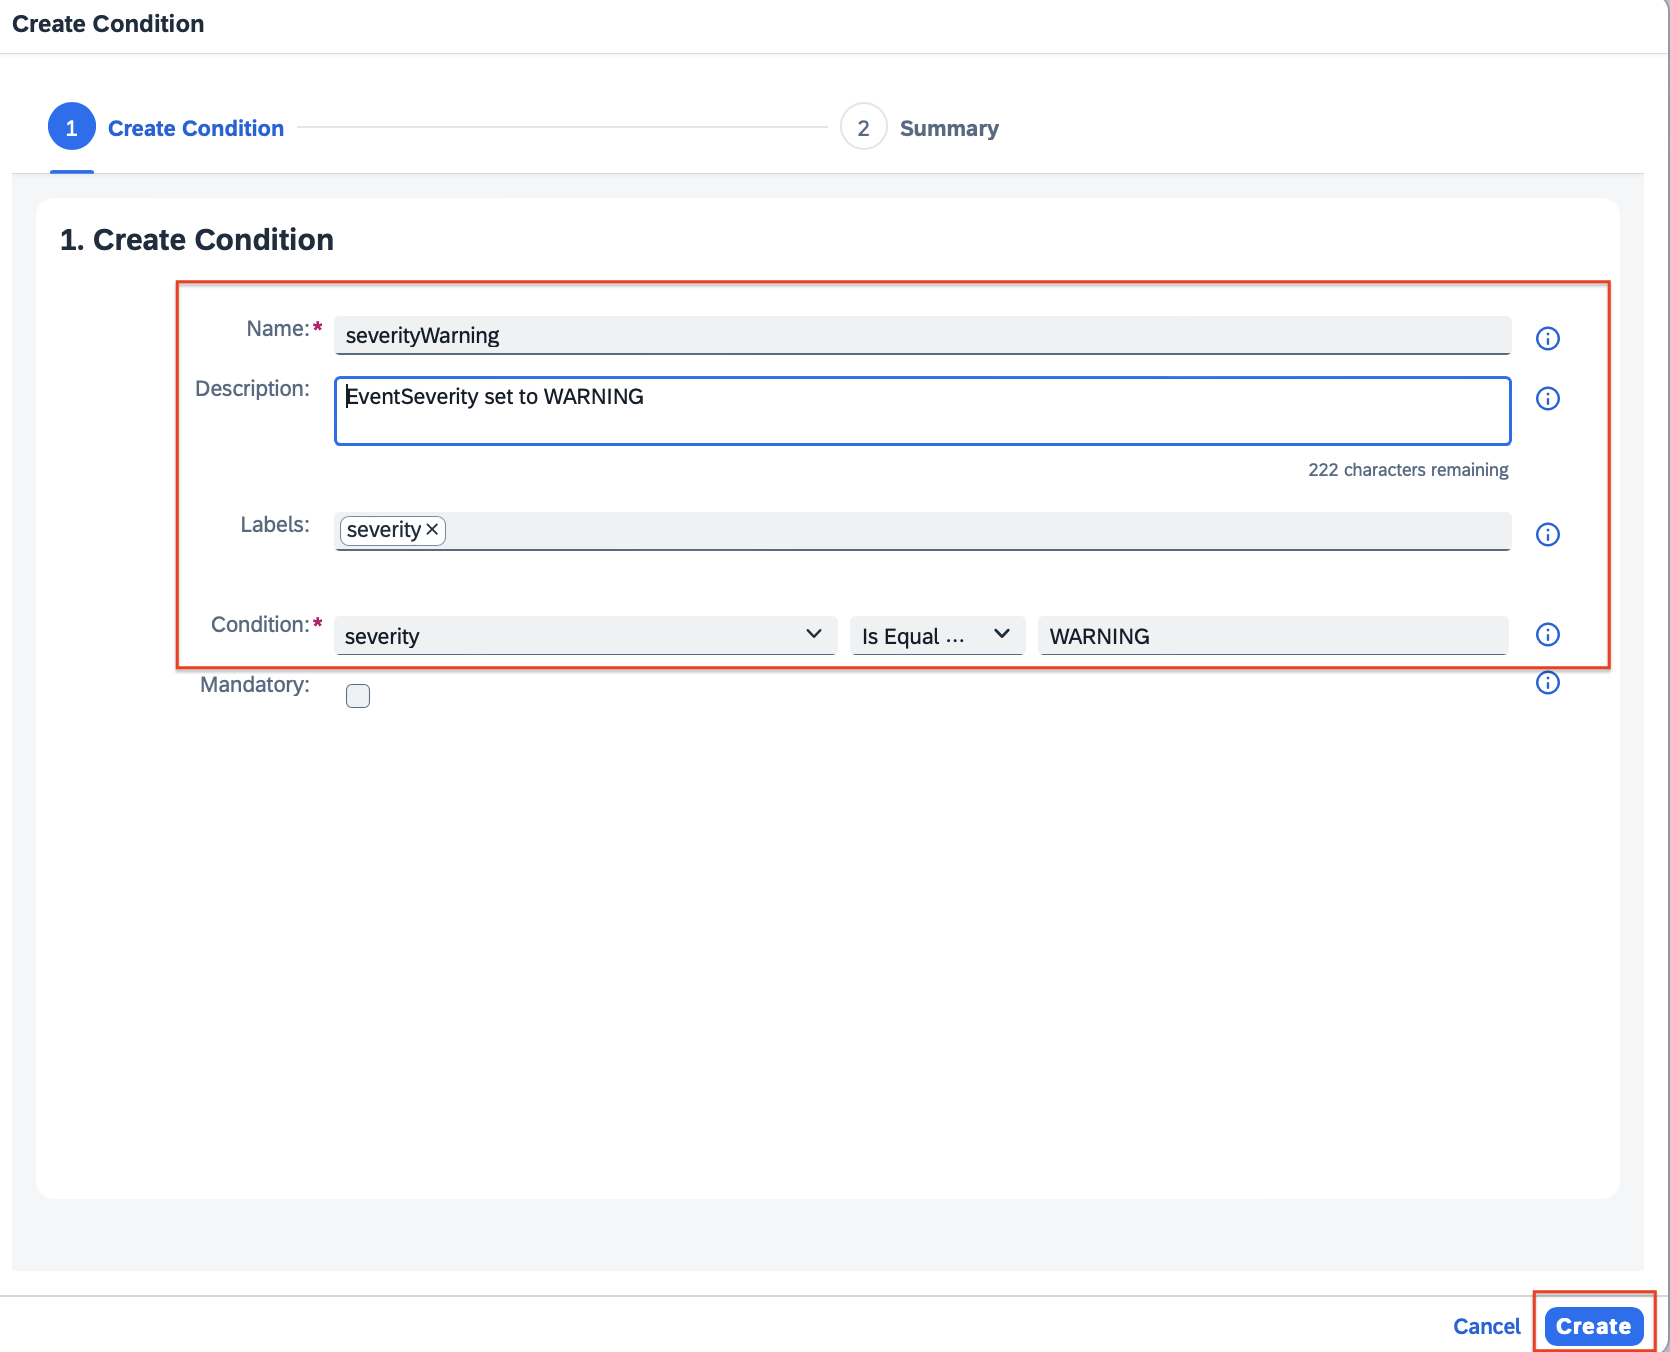 Create Condition
1 Create Condition 2 Summary
1. Create Condition
Name:* severityWarning
Description: EventSeverity set to WARNING
222 characters remaining
Labels: severity ✕
Condition:* severity Is Equal ... WARNING
Mandatory:
Cancel Create